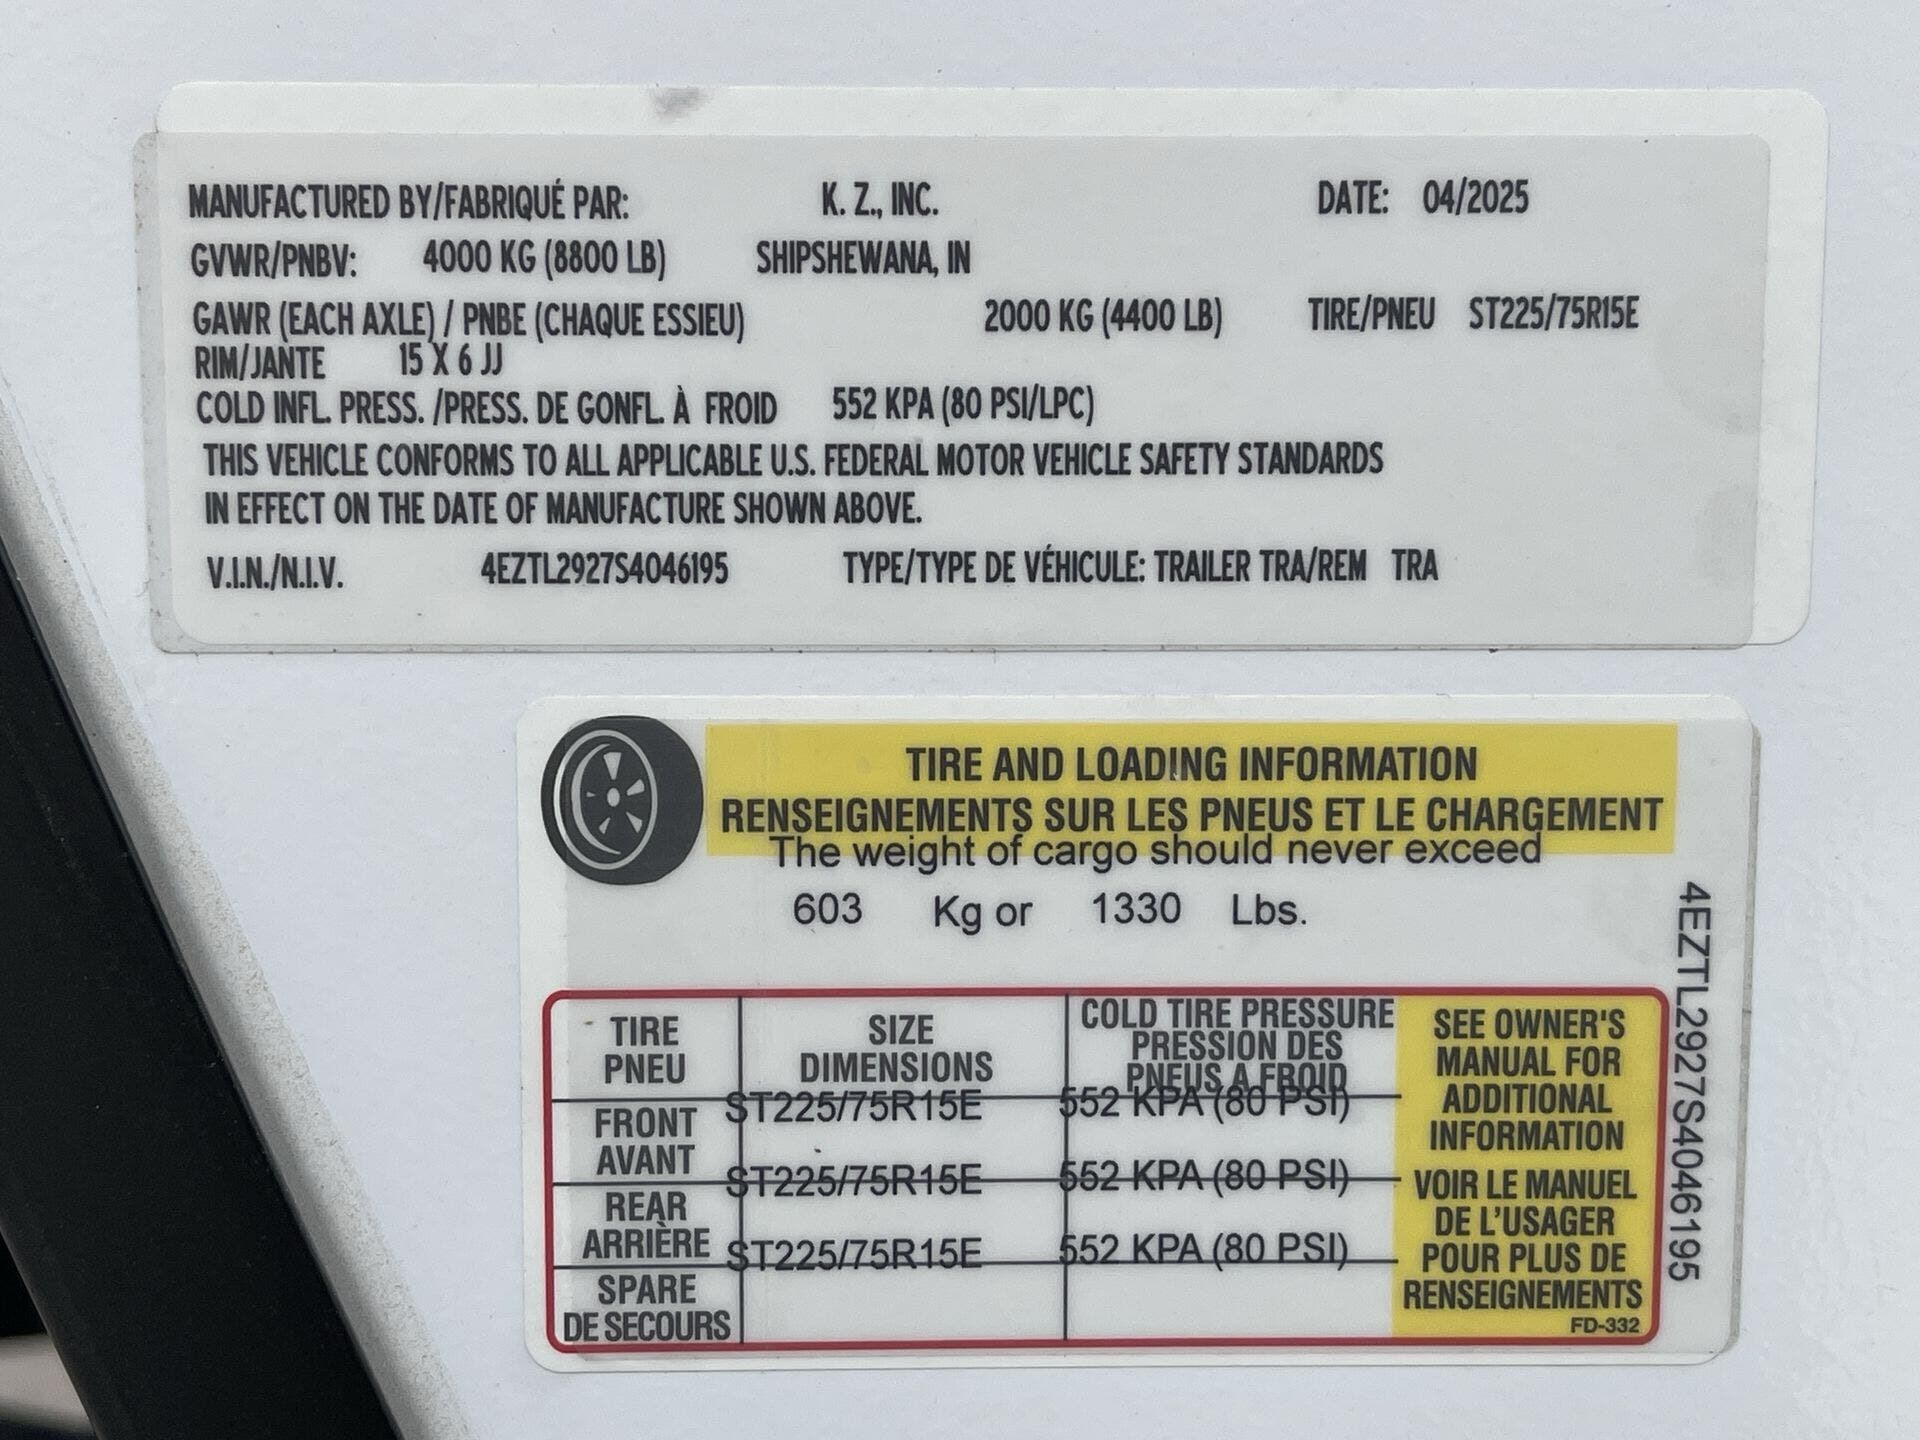 MANUFACTURED BY/FABRIQUÉ PAR: K. Z., INC. DATE: 04/2025
GVWR/PNBV: 4000 KG (8800 LB) SHIPSHEWANA, IN
GAWR (EACH AXLE) / PNBE (CHAQUE ESSIEU) 2000 KG (4400 LB) TIRE/PNEU ST225/75R15E
RIM/JANTE 15 X 6 JJ
COLD INFL. PRESS. /PRESS. DE GONFL. À FROID 552 KPA (80 PSI/LPC)
THIS VEHICLE CONFORMS TO ALL APPLICABLE U.S. FEDERAL MOTOR VEHICLE SAFETY STANDARDS
IN EFFECT ON THE DATE OF MANUFACTURE SHOWN ABOVE.
V.I.N./N.I.V. 4EZTL2927S4046195 TYPE/TYPE DE VÉHICULE: TRAILER TRA/REM TRA
TIRE AND LOADING INFORMATION
RENSEIGNEMENTS SUR LES PNEUS ET LE CHARGEMENT
The weight of cargo should never exceed
603 Kg or 1330 Lbs.
TIRE
PNEU
SIZE
DIMENSIONS
COLD TIRE PRESSURE
PRESSION DES
PNEUS A FROID
FRONT
AVANT
ST225/75R15E
552 KPA (80 PSI)
REAR
ARRIÈRE
ST225/75R15E
552 KPA (80 PSI)
SPARE
DE SECOURS
ST225/75R15E
552 KPA (80 PSI)
SEE OWNER'S
MANUAL FOR
ADDITIONAL
INFORMATION
VOIR LE MANUEL
DE L'USAGER
POUR PLUS DE
RENSEIGNEMENTS
FD-332
4EZTL2927S4046195